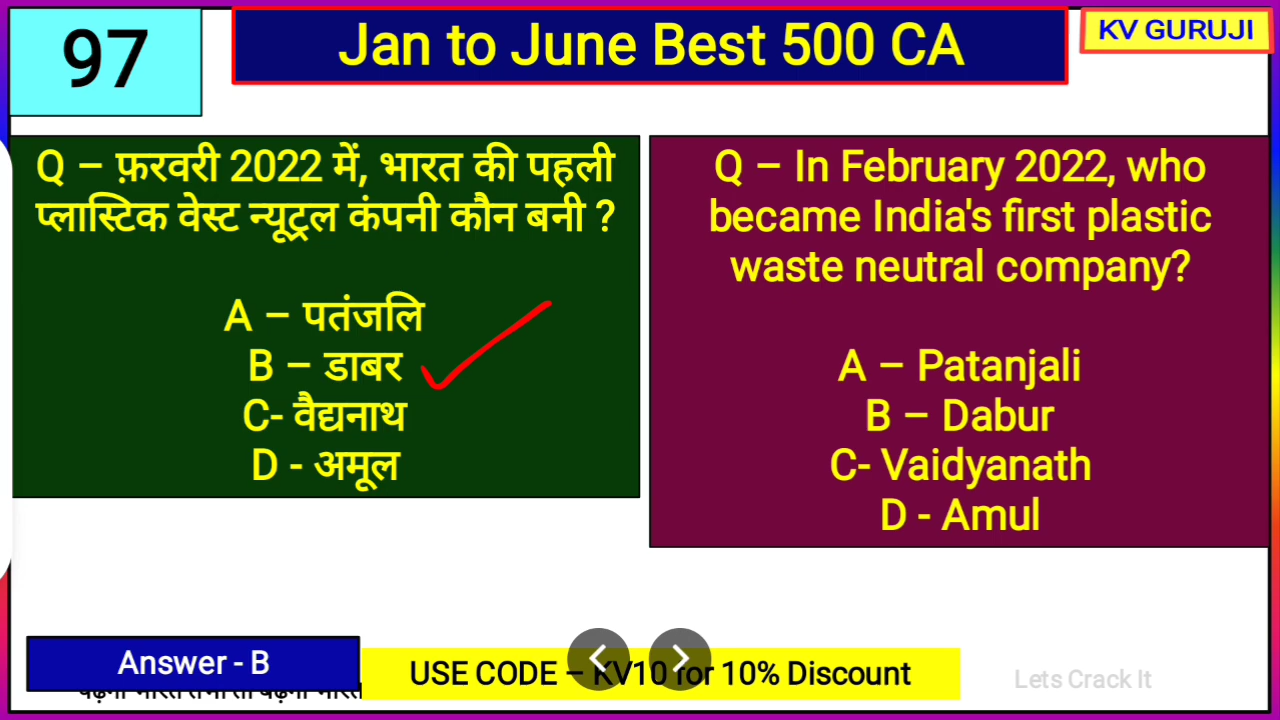 97
Jan to June Best 500 CA
KV GURUJI
Q – फ़रवरी 2022 में, भारत की पहली
प्लास्टिक वेस्ट न्यूट्रल कंपनी कौन बनी ?
A – पतंजलि
B – डाबर
C- वैद्यनाथ
D - अमूल
Q – In February 2022, who
became India's first plastic
waste neutral company?
A – Patanjali
B – Dabur
C- Vaidyanath
D - Amul
Answer - B
USE CODE – KV10 for 10% Discount
Lets Crack It